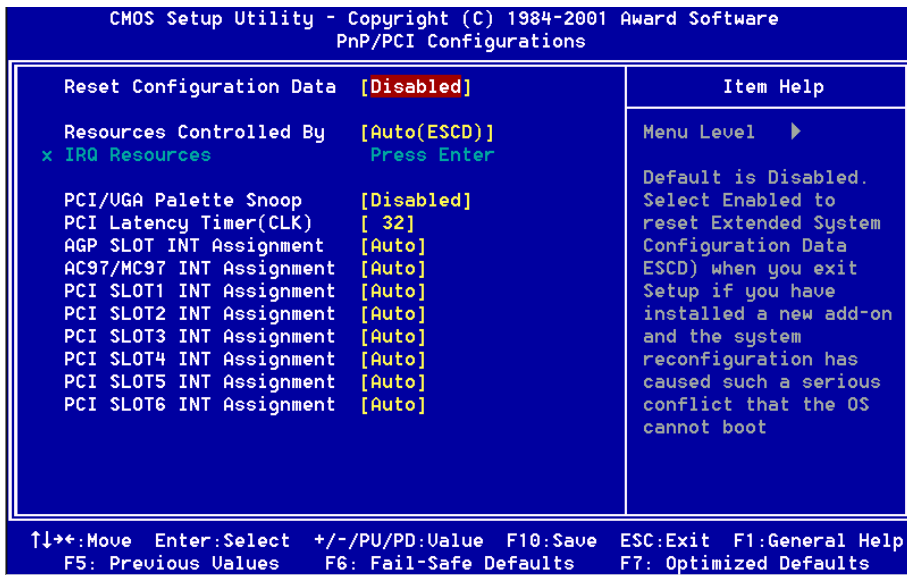 CMOS Setup Utility - Copyright (C) 1984-2001 Award Software
PnP/PCI Configurations
Reset Configuration Data [Disabled]
Resources Controlled By [Auto(ESCD)]
x IRQ Resources Press Enter
PCI/VGA Palette Snoop [Disabled]
PCI Latency Timer(CLK) [ 32]
AGP SLOT INT Assignment [Auto]
AC97/MC97 INT Assignment [Auto]
PCI SLOT1 INT Assignment [Auto]
PCI SLOT2 INT Assignment [Auto]
PCI SLOT3 INT Assignment [Auto]
PCI SLOT4 INT Assignment [Auto]
PCI SLOT5 INT Assignment [Auto]
PCI SLOT6 INT Assignment [Auto]
Item Help
Menu Level ▶
Default is Disabled.
Select Enabled to
reset Extended System
Configuration Data
ESCD) when you exit
Setup if you have
installed a new add-on
and the system
reconfiguration has
caused such a serious
conflict that the OS
cannot boot
↑↓→←:Move Enter:Select +/-/PU/PD:Value F10:Save ESC:Exit F1:General Help
F5: Previous Values F6: Fail-Safe Defaults F7: Optimized Defaults